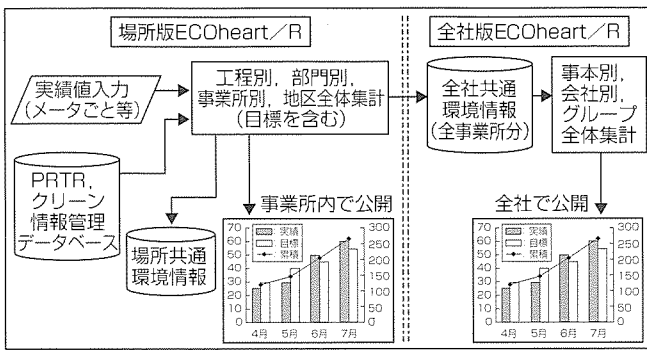 場所版ECOheart/R
全社版ECOheart/R
実績値入力
(メータごと等)
工程別,部門別,
事業所別,地区全体集計
(目標を含む)
全社共通
環境情報
(全事業所分)
事本別,
会社別,
グループ
全体集計
PRTR,
クリーン
情報管理
データベース
場所共通
環境情報
事業所内で公開
全社で公開
70
60
50
40
30
20
10
0
実績
目標
累積
300
250
200
150
100
50
0
4月 5月 6月 7月
70
60
50
40
30
20
10
0
実績
目標
累積
300
250
200
150
100
50
0
4月 5月 6月 7月